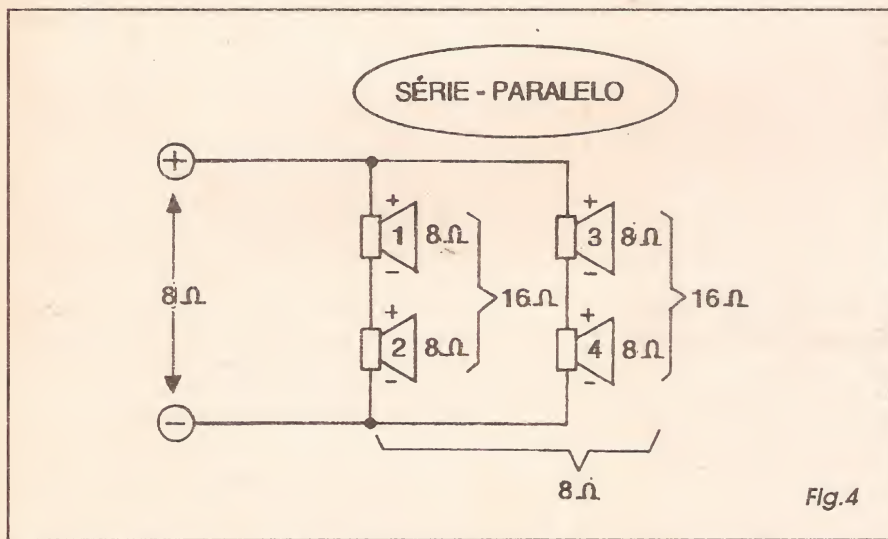 SÉRIE - PARALELO
+
+ +
1 8Ω 3 8Ω
- -
8Ω 16Ω 16Ω
+ +
2 8Ω 4 8Ω
- -
-
8Ω
Fig.4